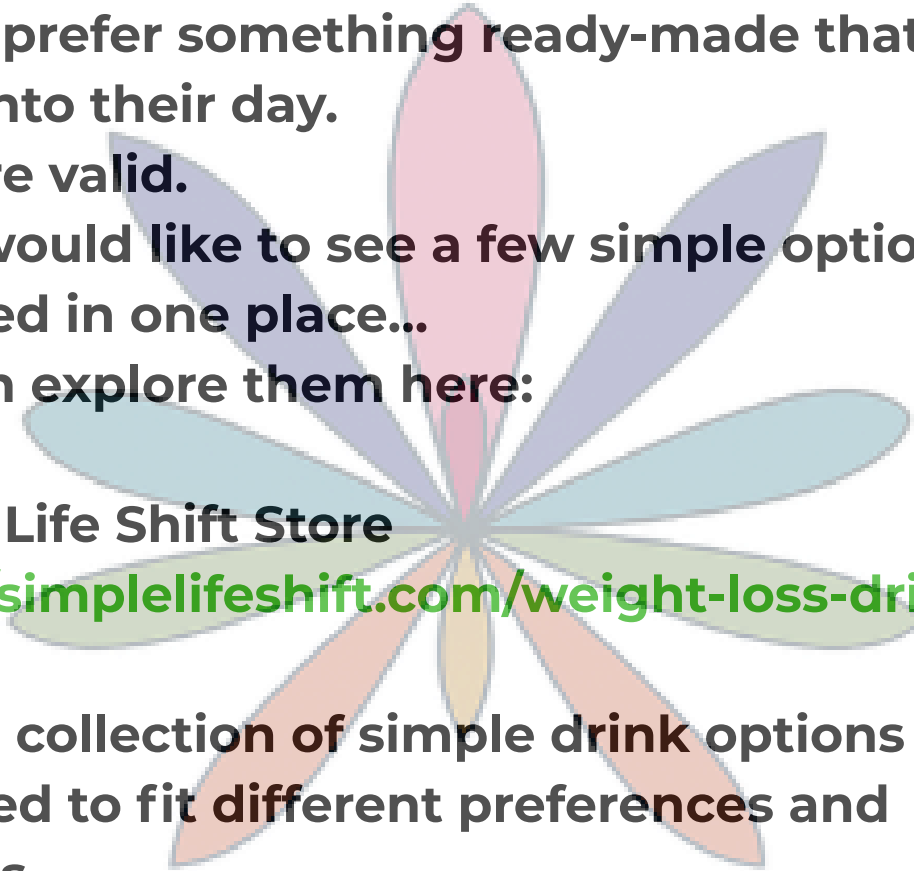 prefer something ready-made that
nto their day.
re valid.
would like to see a few simple optio
ed in one place...
n explore them here:
Life Shift Store
/simplelifeshift.com/weight-loss-dri
collection of simple drink options
ed to fit different preferences and